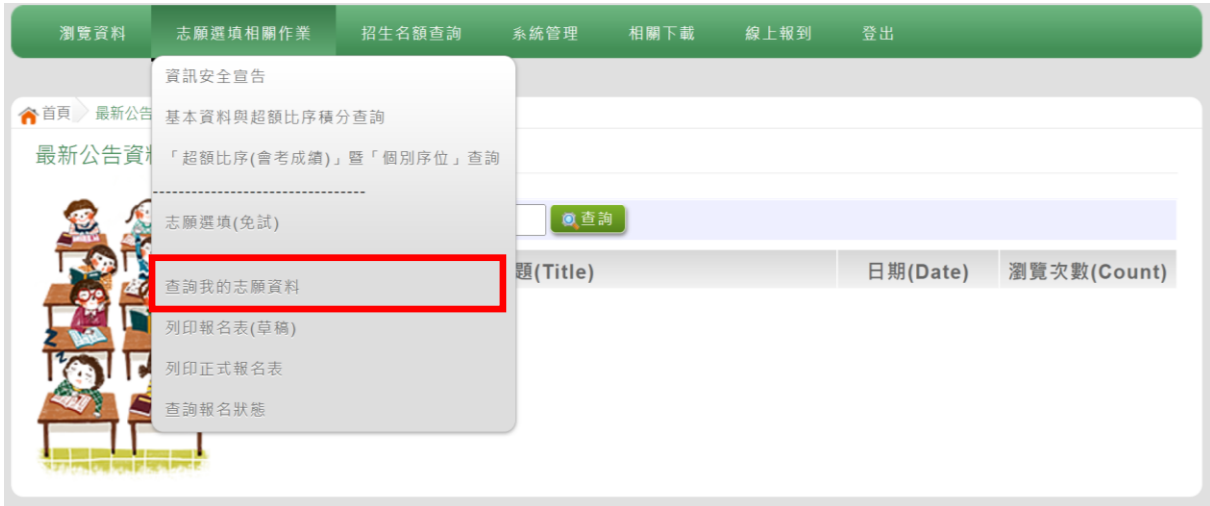 瀏覽資料 志願選填相關作業 招生名額查詢 系統管理 相關下載 線上報到 登出
資訊安全宣告
首頁 最新公告
基本資料與超額比序積分查詢
最新公告資
「超額比序(會考成績)」暨「個別序位」查詢
--------------------------------
志願選填(免試)
查詢
題(Title) 日期(Date) 瀏覽次數(Count)
查詢我的志願資料
列印報名表(草稿)
列印正式報名表
查詢報名狀態